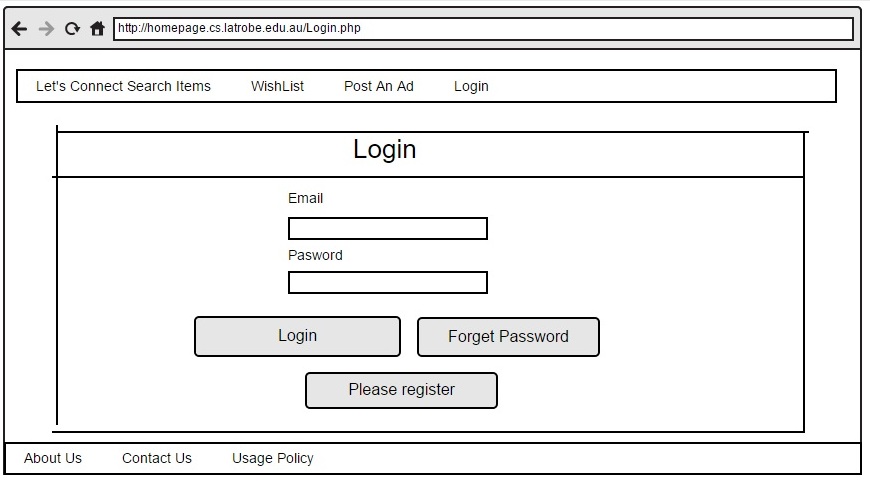 http://homepage.cs.latrobe.edu.au/Login.php
Let's Connect Search Items WishList Post An Ad Login
Login
Email
Pasword
Login Forget Password
Please register
About Us Contact Us Usage Policy